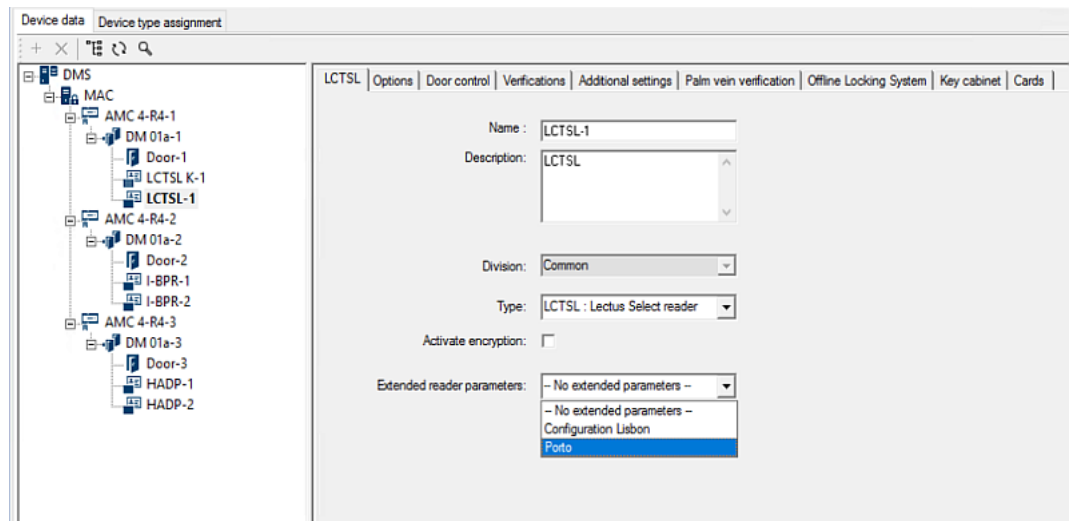 Device data Device type assignment
DMS
MAC
AMC 4-R4-1
DM 01a-1
Door-1
LCTSL K-1
LCTSL-1
AMC 4-R4-2
DM 01a-2
Door-2
I-BPR-1
I-BPR-2
AMC 4-R4-3
DM 01a-3
Door-3
HADP-1
HADP-2
LCTSL Options Door control Verifications Additional settings Palm vein verification Offline Locking System Key cabinet Cards
Name : LCTSL-1
Description: LCTSL
Division: Common
Type: LCTSL : Lectus Select reader
Activate encryption:
Extended reader parameters: -- No extended parameters --
-- No extended parameters --
Configuration Lisbon
Porto